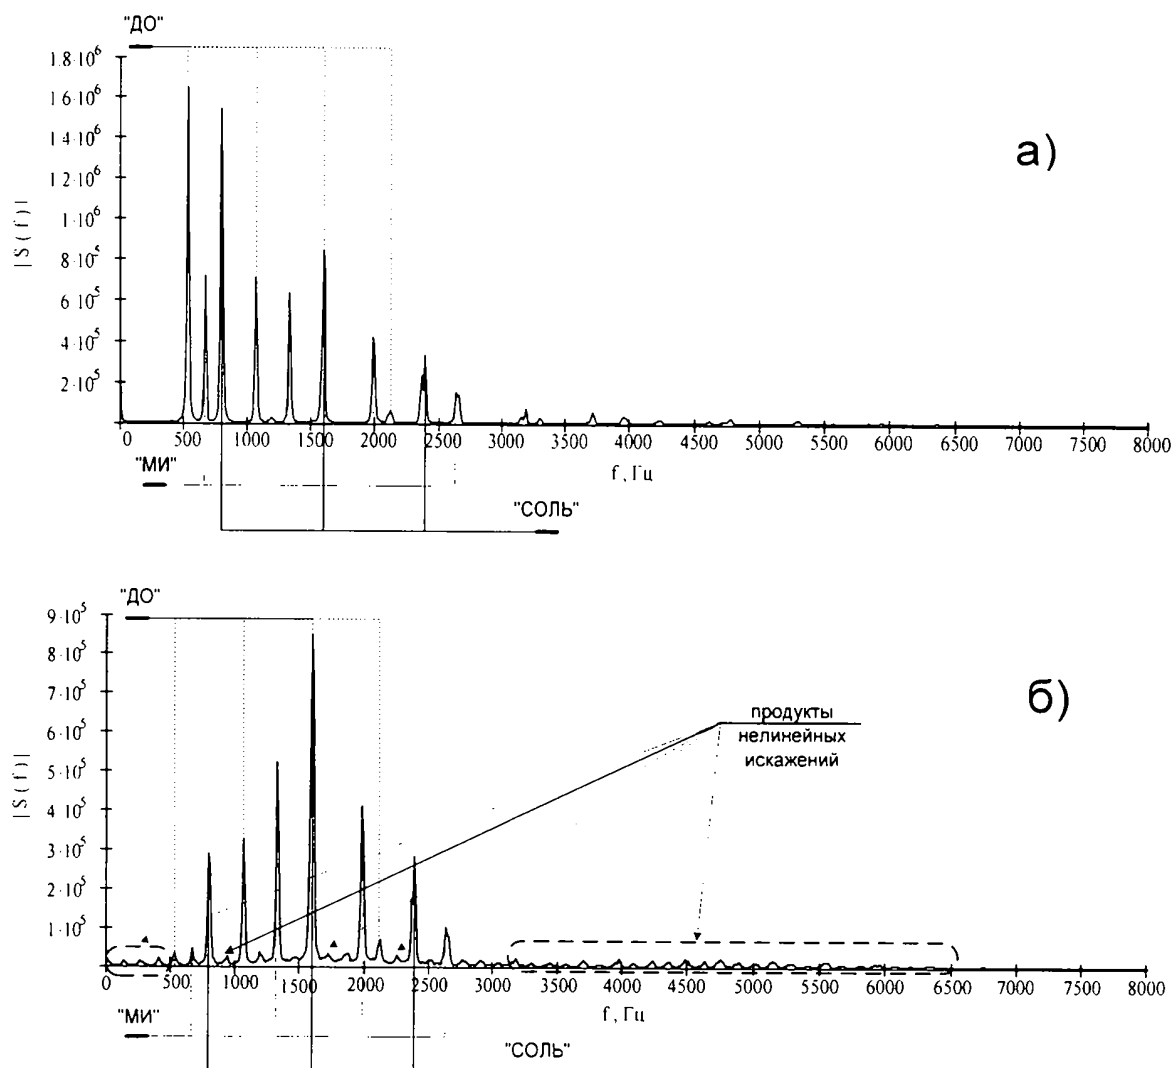 "ДО"
1.8·10⁶
1 6·10⁶
1 4·10⁶
1 2·10⁶
1·10⁶
8·10⁵
6 10⁵
4·10⁵
2·10⁵
| S ( f ) |
а)
0 500 1000 1500 2000 2500 3000 3500 4000 4500 5000 5500 6000 6500 7000 7500 8000
f , Гц
"МИ"
"СОЛЬ"
"ДО"
9·10⁵
8·10⁵
7·10⁵
6·10⁵
5·10⁵
4·10⁵
3·10⁵
2·10⁵
1·10⁵
| S ( f ) |
б)
продукты
нелинейных
искажений
0 500 1000 1500 2000 2500 3000 3500 4000 4500 5000 5500 6000 6500 7000 7500 8000
f , Гц
"МИ"
"СОЛЬ"